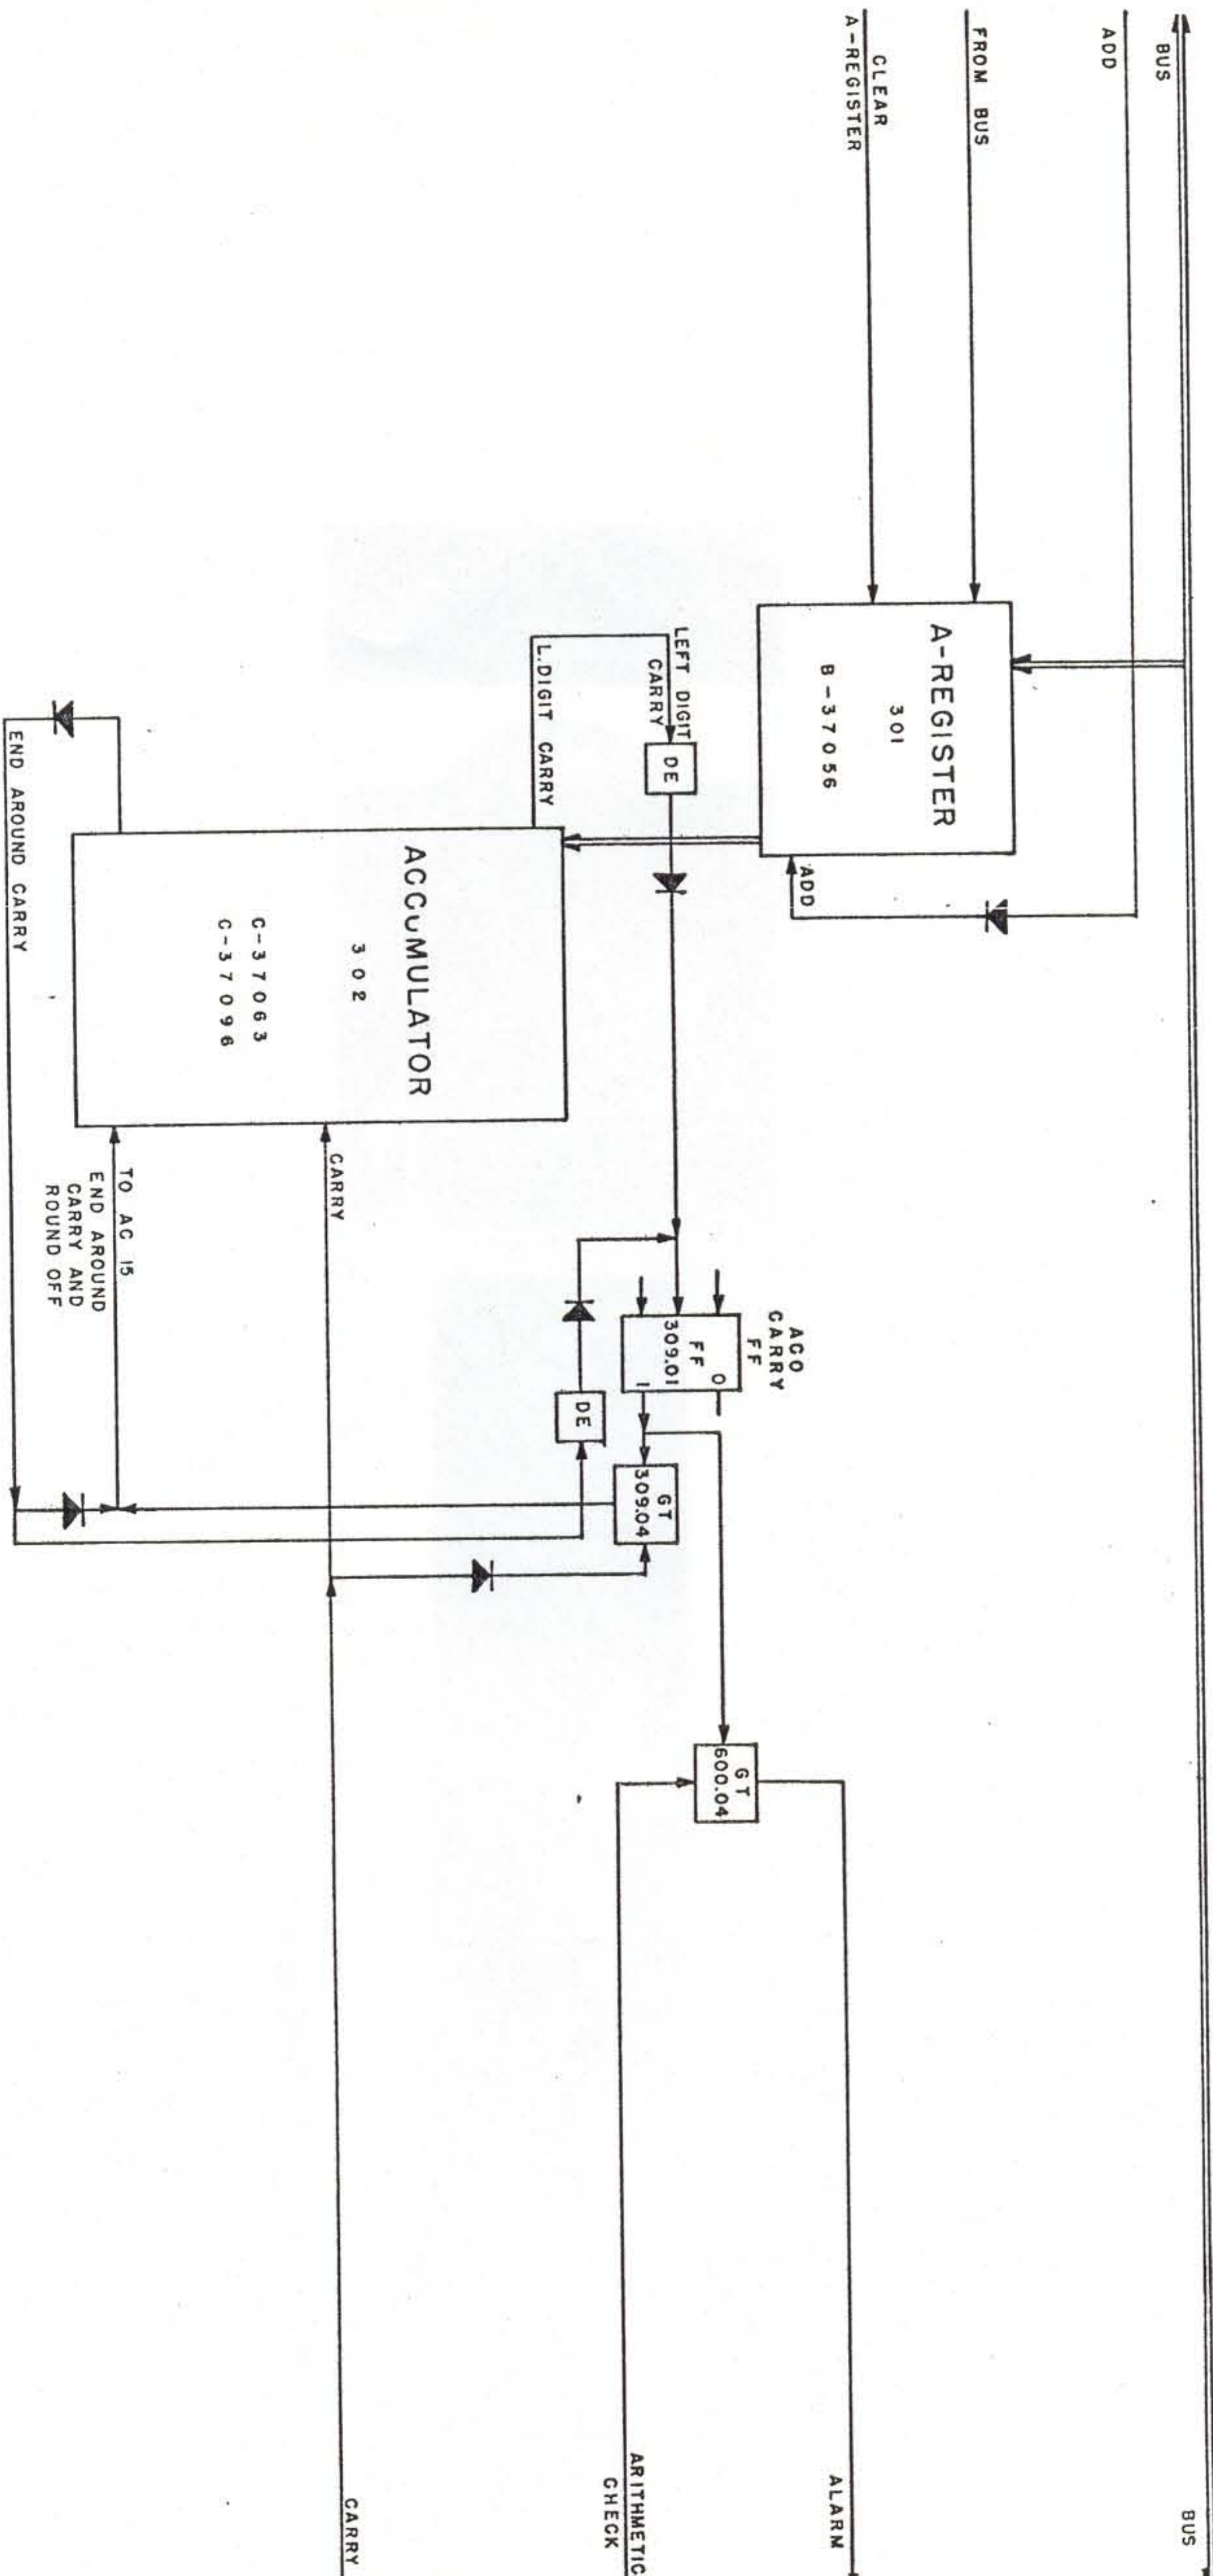 BUS
BUS
ADD
FROM BUS
CLEAR
A-REGISTER
A-REGISTER
301
B-37056
ADD
LEFT DIGIT
CARRY
DE
L. DIGIT CARRY
ACO
CARRY
FF
0
FF
309.01
1
GT
309.04
DE
GT
600.04
ALARM
ARITHMETIC
CHECK
ACCUMULATOR
302
C-37063
C-37096
CARRY
CARRY
TO AC 15
END AROUND
CARRY AND
ROUND OFF
END AROUND CARRY